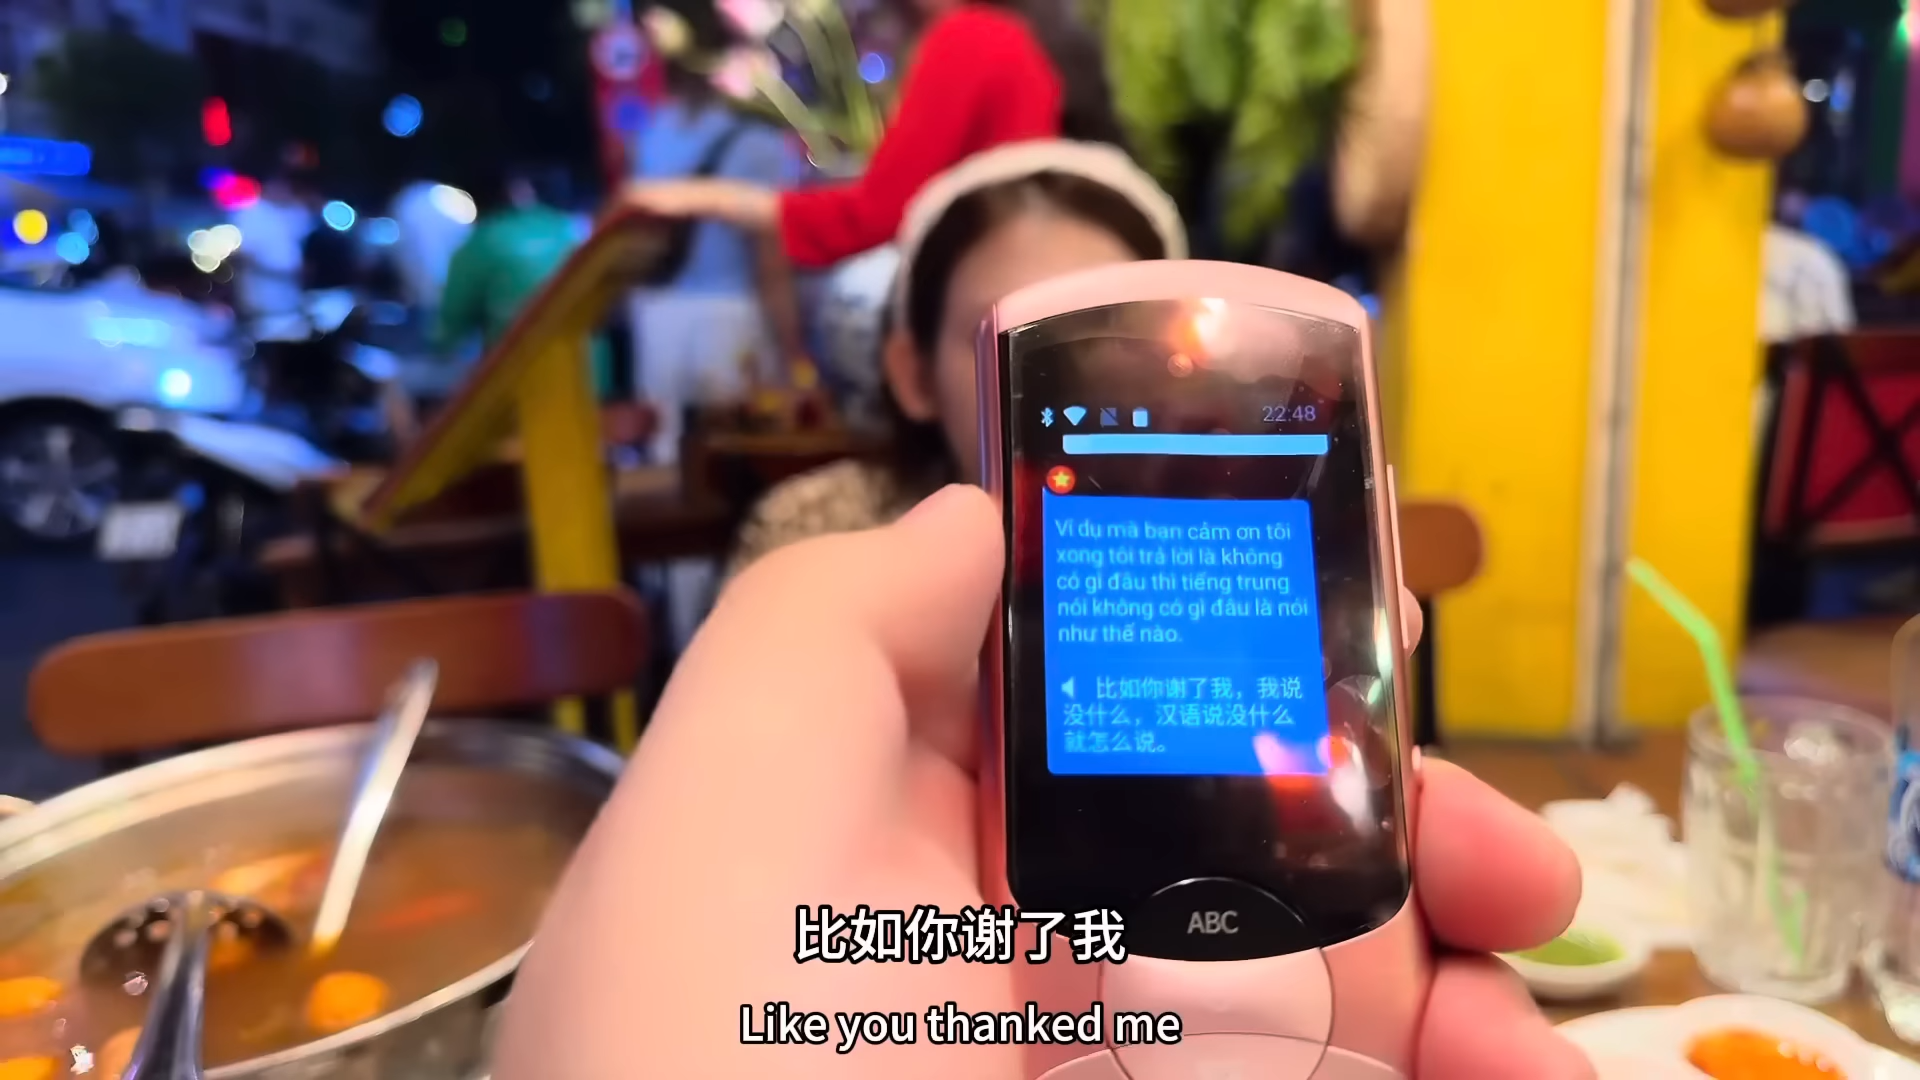 22:48
Ví dụ mà bạn cảm ơn tôi
xong tôi trả lời là không
có gì đâu thì tiếng trung
nói không có gì đâu là nói
như thế nào.
比如你谢了我，我说
没什么，汉语说没什么
就怎么说。
ABC
比如你谢了我
Like you thanked me